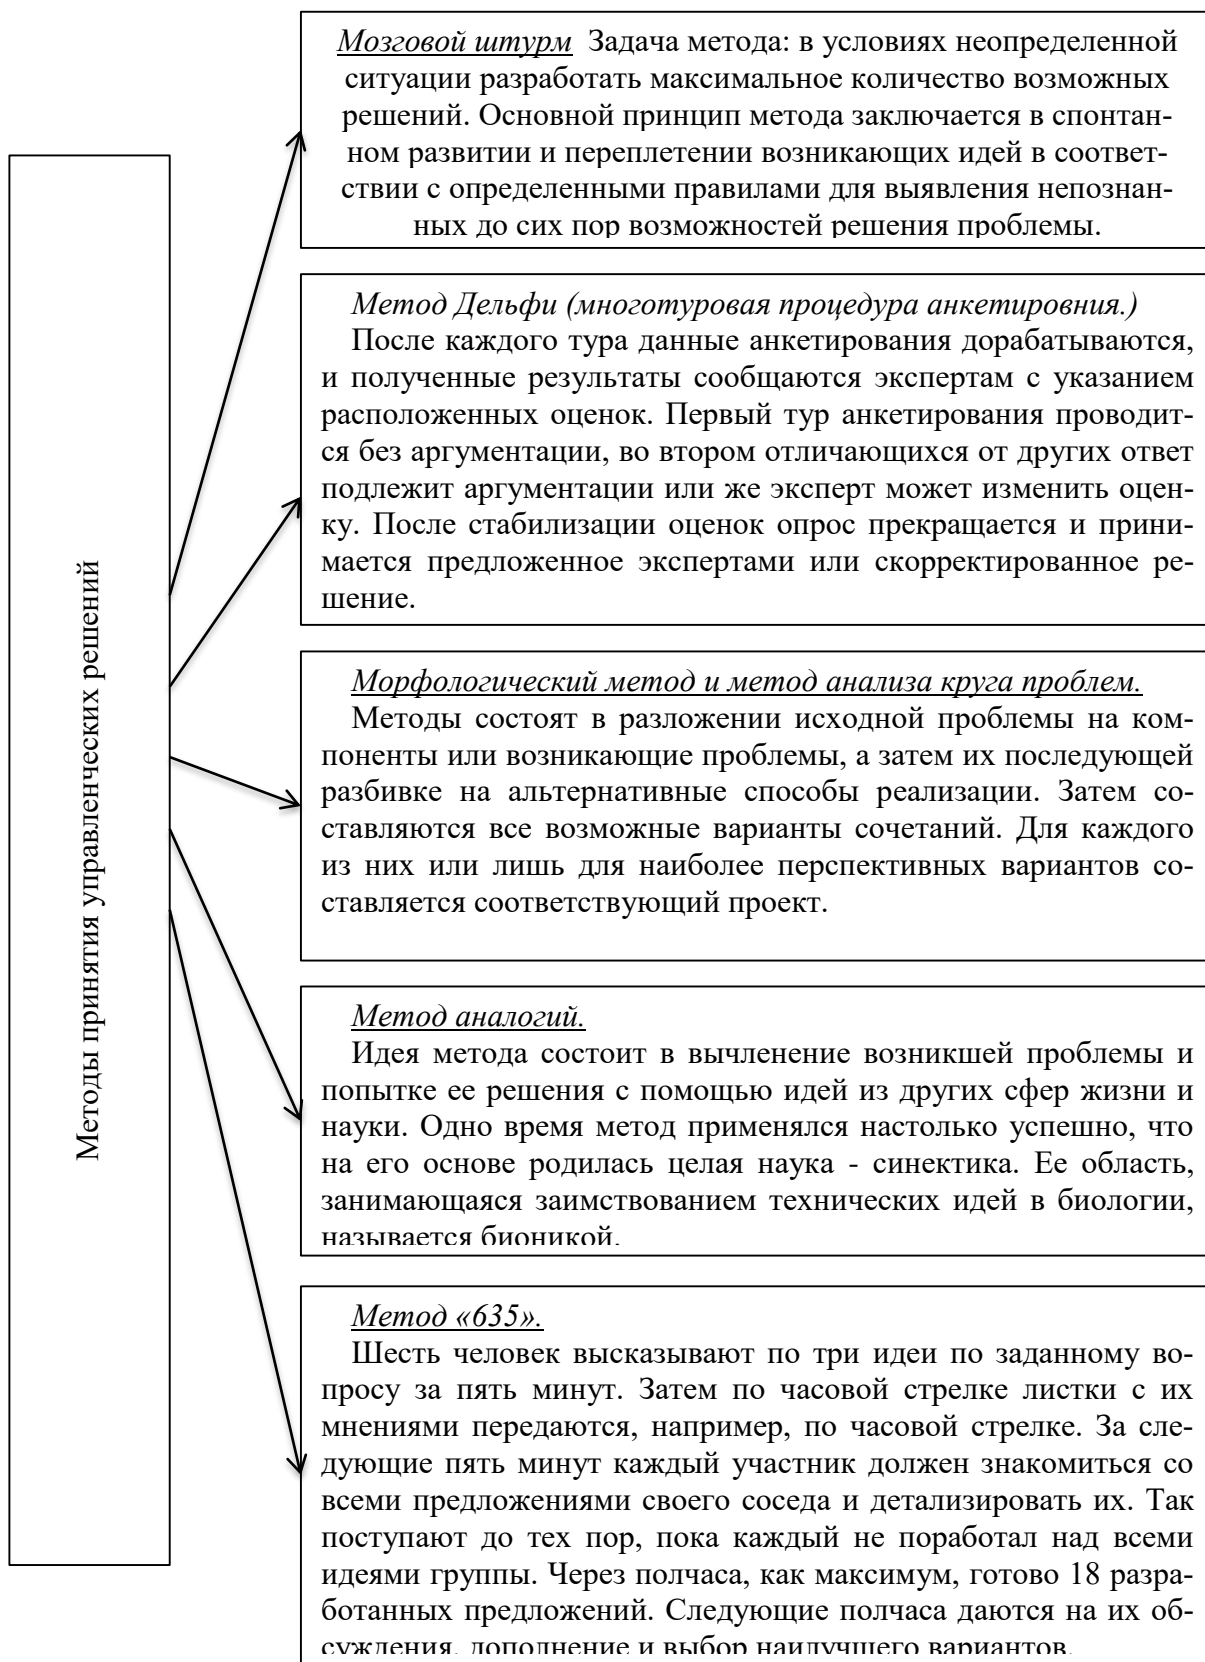 Методы принятия управленческих решений
Мозговой штурм Задача метода: в условиях неопределенной
ситуации разработать максимальное количество возможных
решений. Основной принцип метода заключается в спонтан-
ном развитии и переплетении возникающих идей в соответ-
ствии с определенными правилами для выявления непознан-
ных до сих пор возможностей решения проблемы.
Метод Дельфи (многотуровая процедура анкетировния.)
После каждого тура данные анкетирования дорабатываются,
и полученные результаты сообщаются экспертам с указанием
расположенных оценок. Первый тур анкетирования проводит-
ся без аргументации, во втором отличающихся от других ответ
подлежит аргументации или же эксперт может изменить оцен-
ку. После стабилизации оценок опрос прекращается и прини-
мается предложенное экспертами или скорректированное ре-
шение.
Морфологический метод и метод анализа круга проблем.
Методы состоят в разложении исходной проблемы на ком-
поненты или возникающие проблемы, а затем их последующей
разбивке на альтернативные способы реализации. Затем со-
ставляются все возможные варианты сочетаний. Для каждого
из них или лишь для наиболее перспективных вариантов со-
ставляется соответствующий проект.
Метод аналогий.
Идея метода состоит в вычленение возникшей проблемы и
попытке ее решения с помощью идей из других сфер жизни и
науки. Одно время метод применялся настолько успешно, что
на его основе родилась целая наука - синектика. Ее область,
занимающаяся заимствованием технических идей в биологии,
называется бионикой.
Метод «635».
Шесть человек высказывают по три идеи по заданному во-
просу за пять минут. Затем по часовой стрелке листки с их
мнениями передаются, например, по часовой стрелке. За сле-
дующие пять минут каждый участник должен знакомиться со
всеми предложениями своего соседа и детализировать их. Так
поступают до тех пор, пока каждый не поработал над всеми
идеями группы. Через полчаса, как максимум, готово 18 разра-
ботанных предложений. Следующие полчаса даются на их об-
суждения, дополнение и выбор наилучшего вариантов.